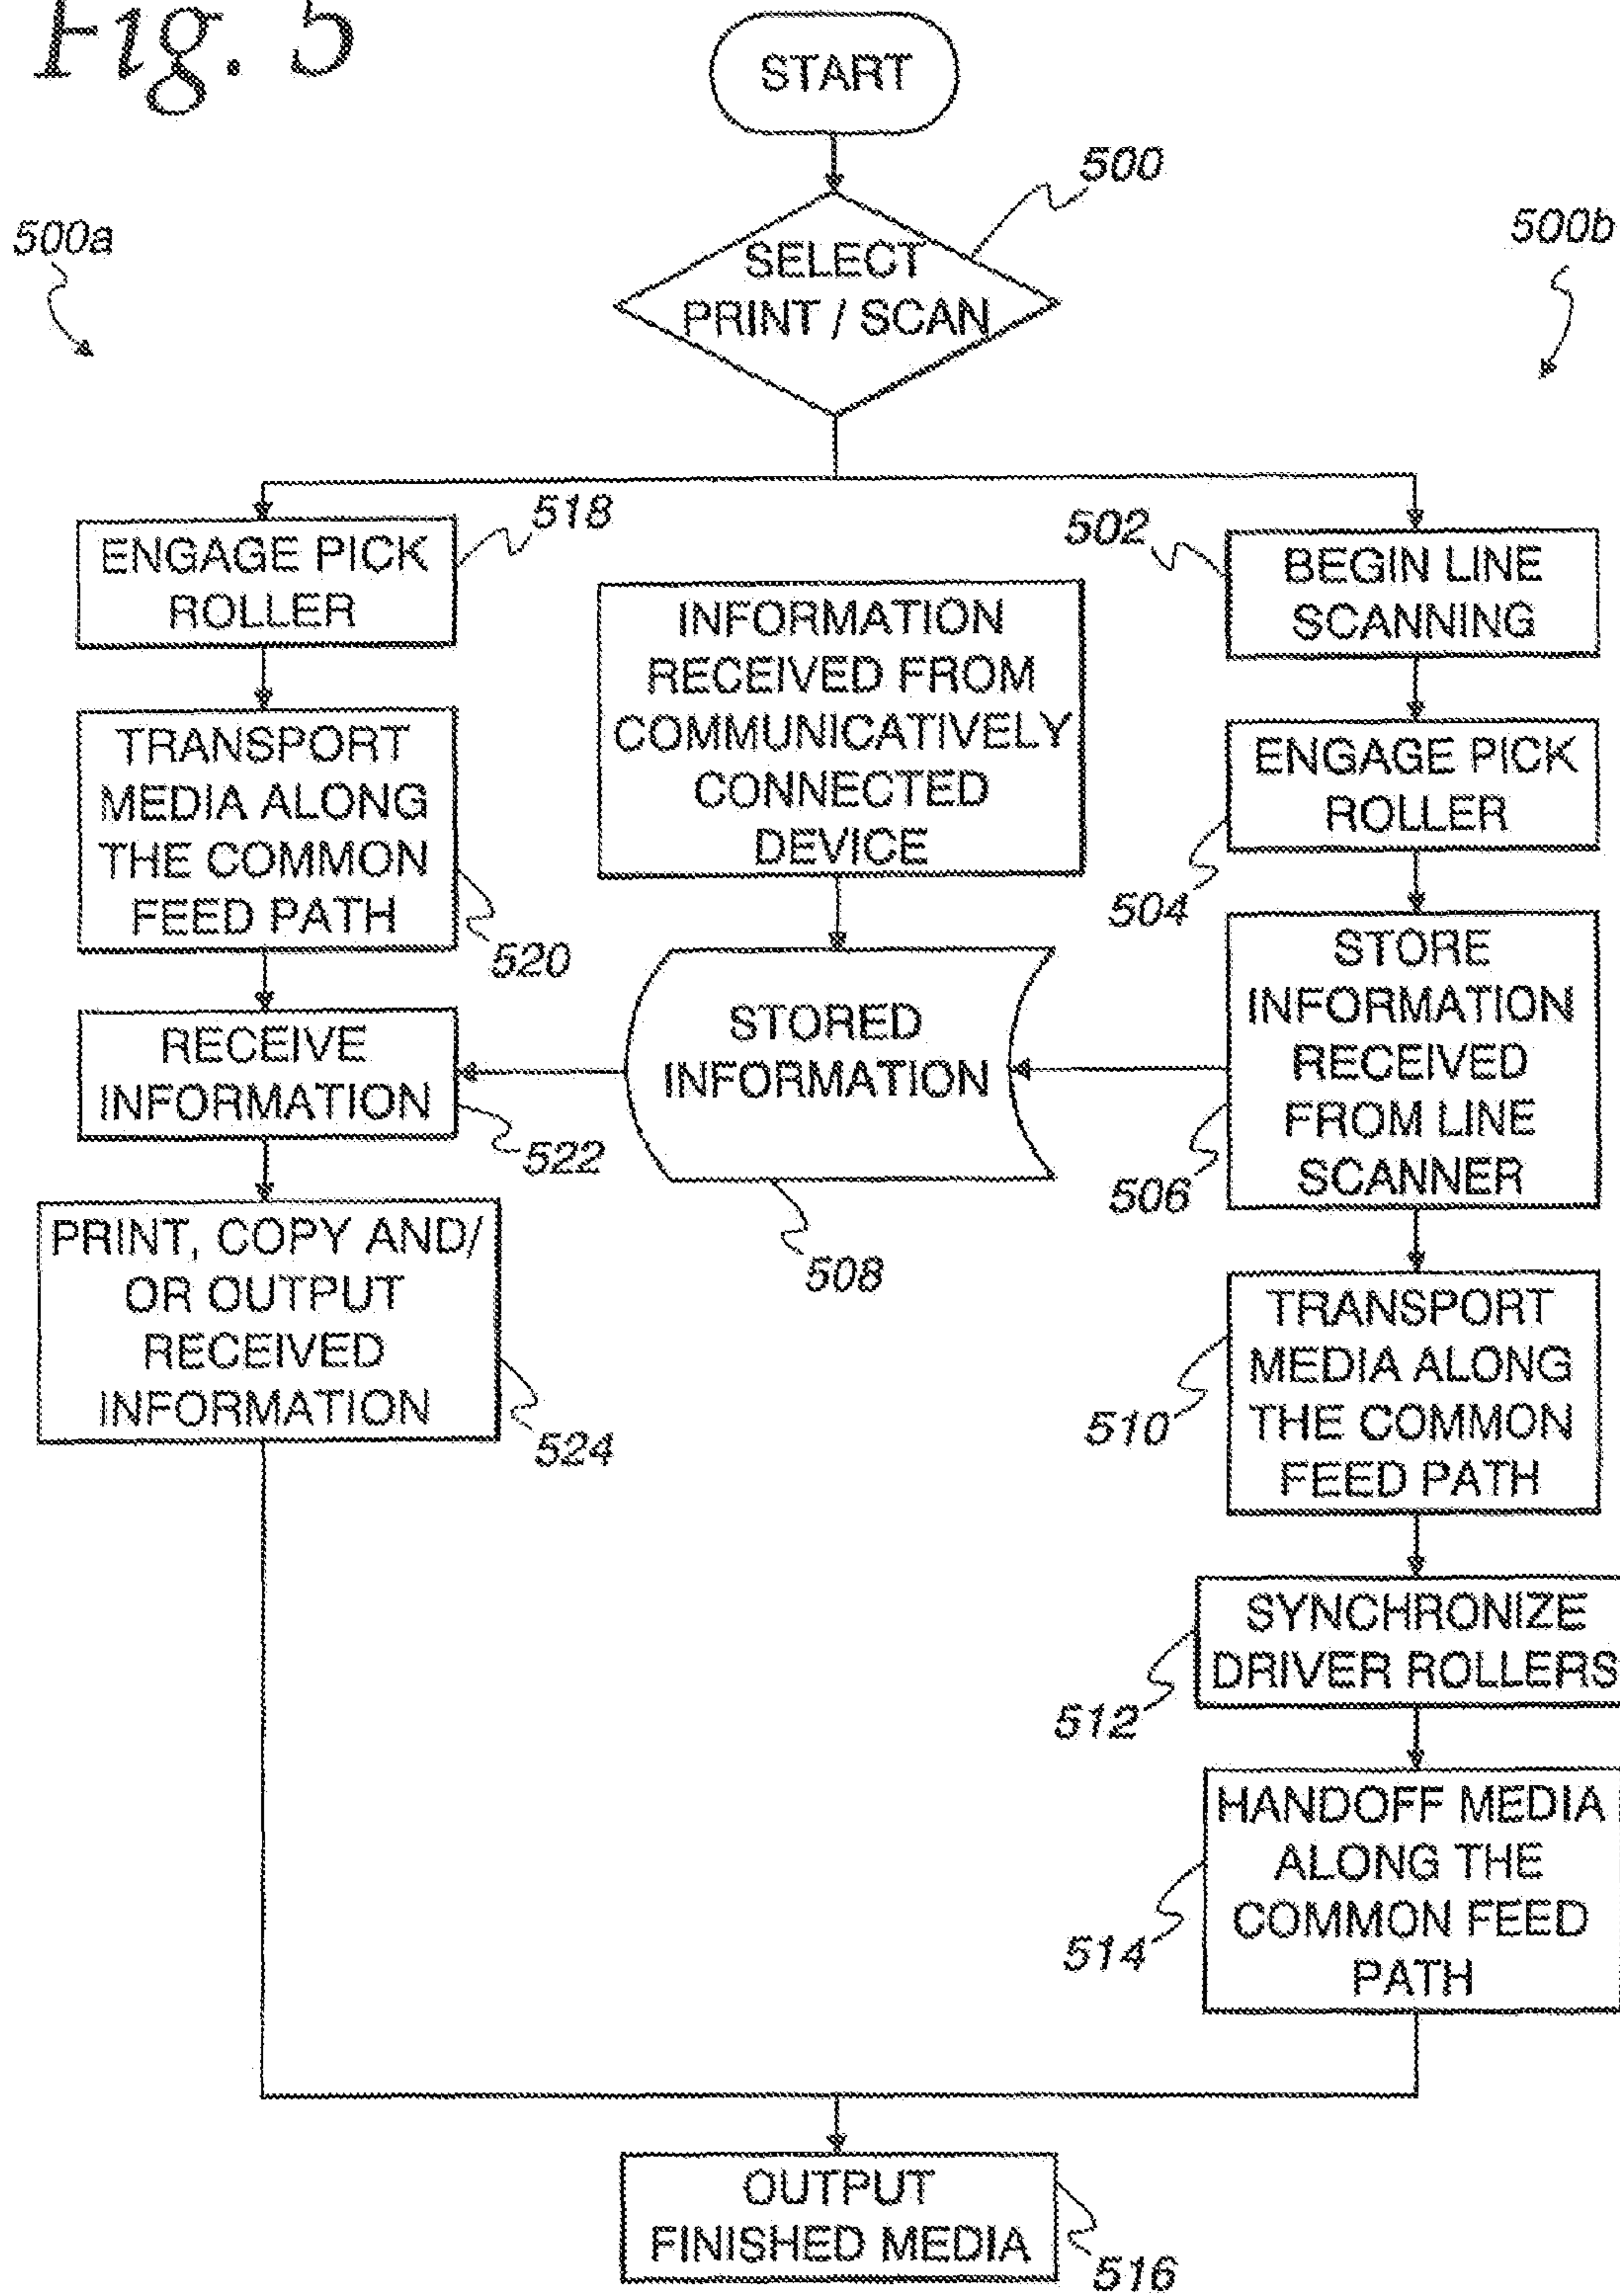 Fig. 5
START
500
SELECT
PRINT / SCAN
500a
500b
518
ENGAGE PICK
ROLLER
TRANSPORT
MEDIA ALONG
THE COMMON
FEED PATH
520
RECEIVE
INFORMATION
522
PRINT, COPY AND/
OR OUTPUT
RECEIVED
INFORMATION
524
INFORMATION
RECEIVED FROM
COMMUNICATIVELY
CONNECTED
DEVICE
STORED
INFORMATION
508
502
BEGIN LINE
SCANNING
ENGAGE PICK
ROLLER
504
STORE
INFORMATION
RECEIVED
FROM LINE
SCANNER
506
TRANSPORT
MEDIA ALONG
THE COMMON
FEED PATH
510
SYNCHRONIZE
DRIVER ROLLERS
512
HANDOFF MEDIA
ALONG THE
COMMON FEED
PATH
514
OUTPUT
FINISHED MEDIA
516